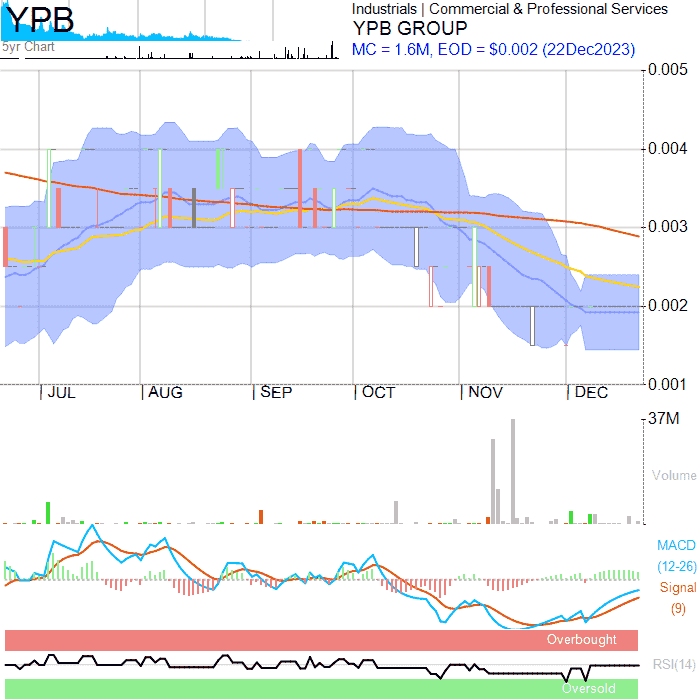 YPB
Industrials | Commercial & Professional Services
YPB GROUP
5yr Chart
MC = 1.6M, EOD = $0.002 (22Dec2023)
0.005
0.004
0.003
0.002
0.001
JUL AUG SEP OCT NOV DEC
37M
Volume
MACD
(12-26)
Signal
(9)
Overbought
RSI(14)
Oversold